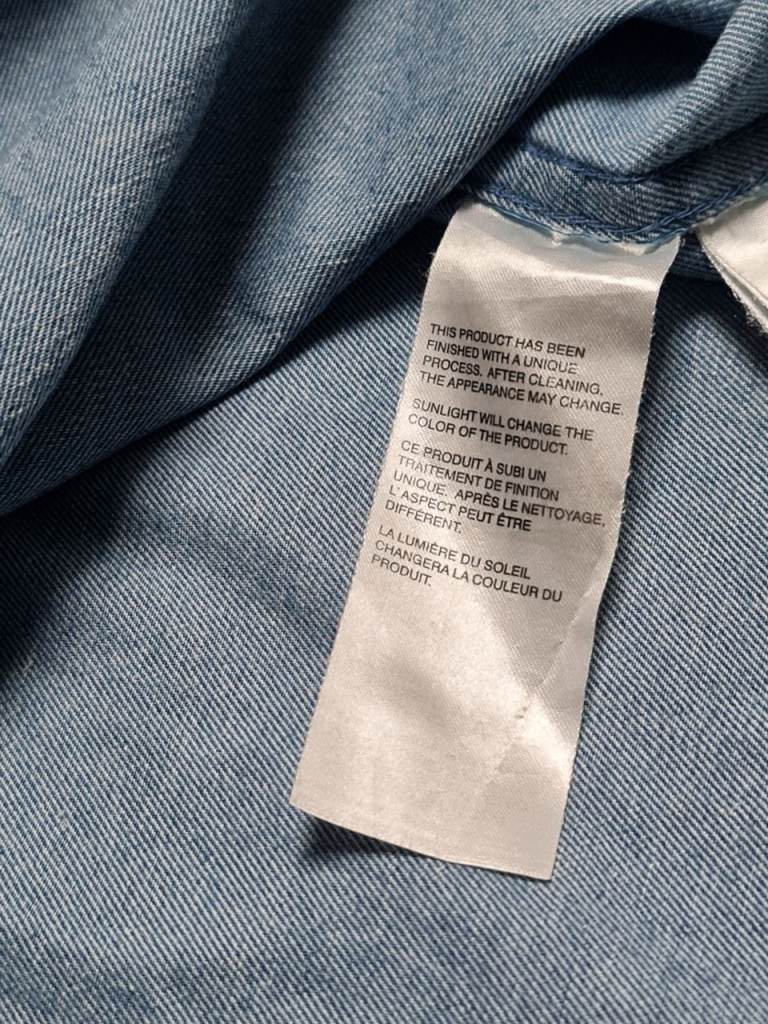 THIS PRODUCT HAS BEEN
FINISHED WITH A UNIQUE
PROCESS. AFTER CLEANING,
THE APPEARANCE MAY CHANGE.
SUNLIGHT WILL CHANGE THE
COLOR OF THE PRODUCT.
CE PRODUIT À SUBI UN
TRAITEMENT DE FINITION
UNIQUE. APRÈS LE NETTOYAGE,
L' ASPECT PEUT ÊTRE
DIFFÉRENT.
LA LUMIÈRE DU SOLEIL
CHANGERA LA COULEUR DU
PRODUIT.